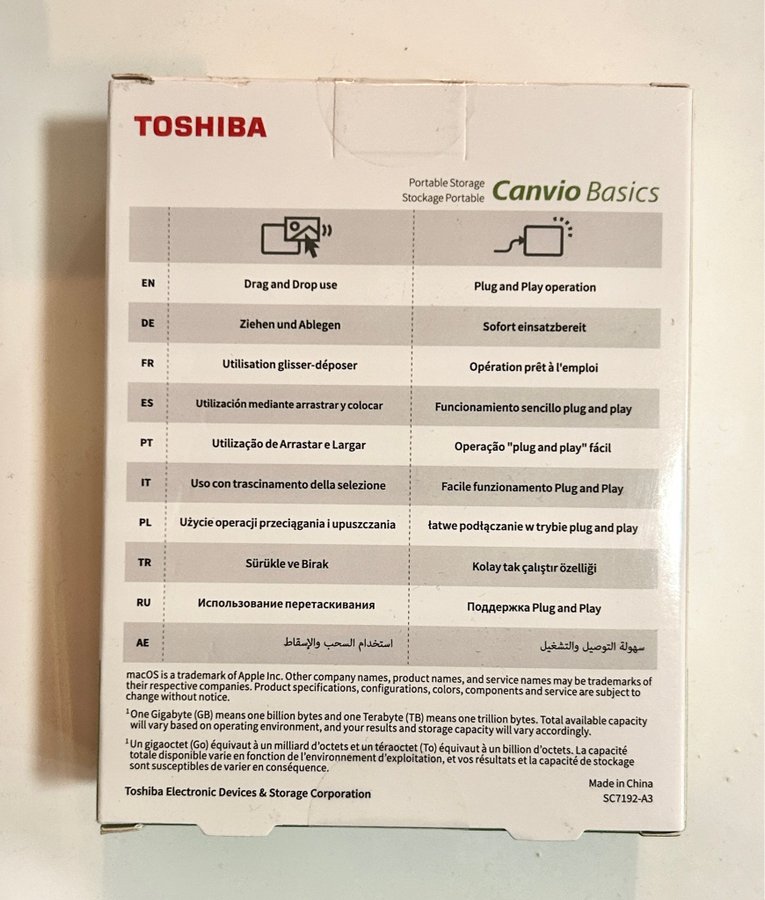 TOSHIBA
Portable Storage
Stockage Portable
Canvio Basics
EN Drag and Drop use Plug and Play operation
DE Ziehen und Ablegen Sofort einsatzbereit
FR Utilisation glisser-déposer Opération prêt à l'emploi
ES Utilización mediante arrastrar y colocar Funcionamiento sencillo plug and play
PT Utilização de Arrastar e Largar Operação "plug and play" fácil
IT Uso con trascinamento della selezione Facile funzionamento Plug and Play
PL Użycie operacji przeciągania i upuszczania łatwe podłączanie w trybie plug and play
TR Sürükle ve Birak Kolay tak çalıştır özelliği
RU Использование перетаскивания Поддержка Plug and Play
AE استخدام السحب والإسقاط سهولة التوصيل والتشغيل
macOS is a trademark of Apple Inc. Other company names, product names, and service names may be trademarks of
their respective companies. Product specifications, configurations, colors, components and service are subject to
change without notice.
¹One Gigabyte (GB) means one billion bytes and one Terabyte (TB) means one trillion bytes. Total available capacity
will vary based on operating environment, and your results and storage capacity will vary accordingly.
¹Un gigaoctet (Go) équivaut à un milliard d'octets et un téraoctet (To) équivaut à un billion d'octets. La capacité
totale disponible varie en fonction de l'environnement d'exploitation, et vos résultats et la capacité de stockage
sont susceptibles de varier en conséquence.
Toshiba Electronic Devices & Storage Corporation
Made in China
SC7192-A3